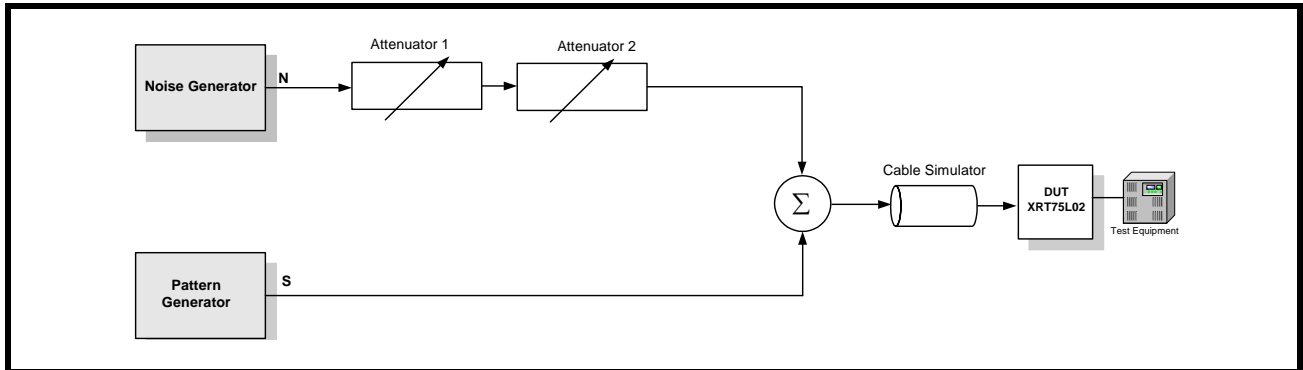 Attenuator 1
Attenuator 2
Noise Generator
N
Cable Simulator
Σ
DUT
XRT75L02
Test Equipment
Pattern
Generator
S